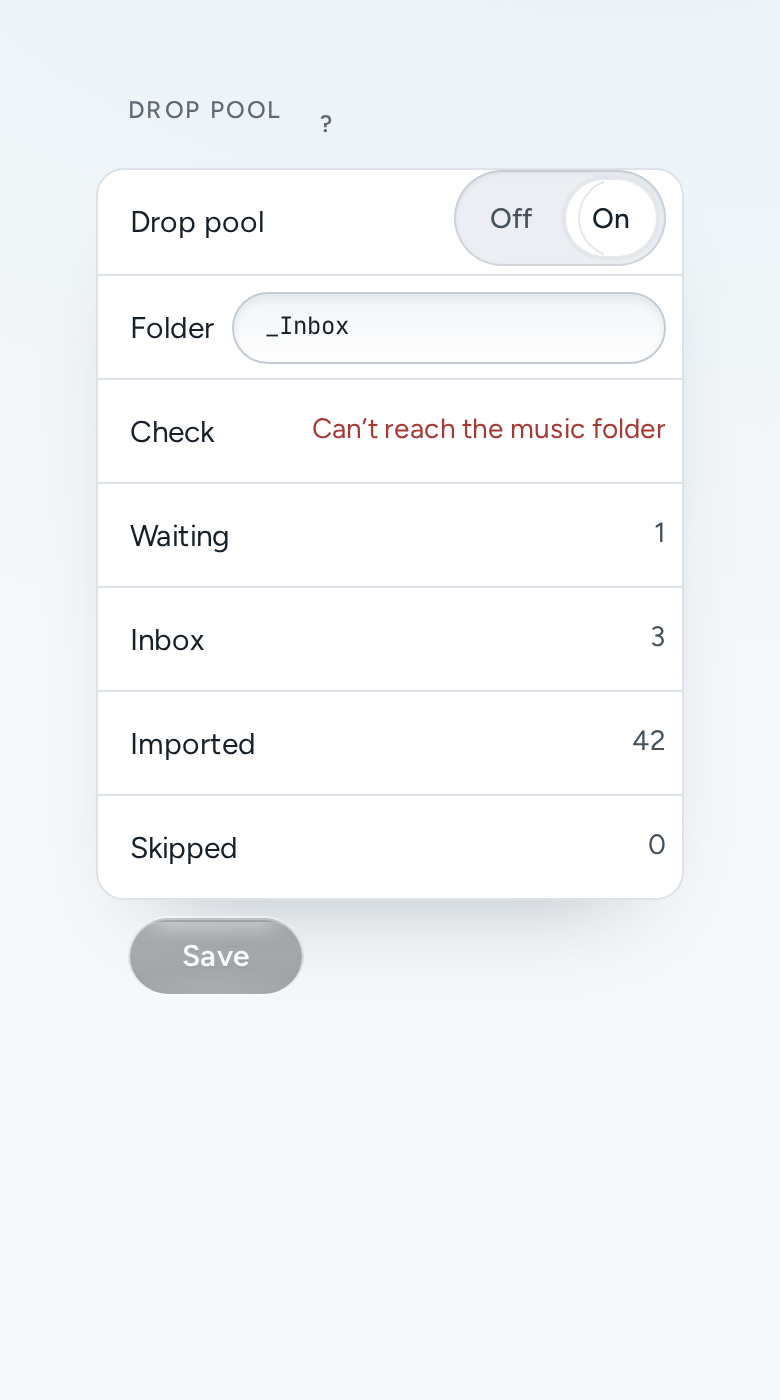 DROP POOL ?
Drop pool Off On
Folder _Inbox
Check Can’t reach the music folder
Waiting 1
Inbox 3
Imported 42
Skipped 0
Save